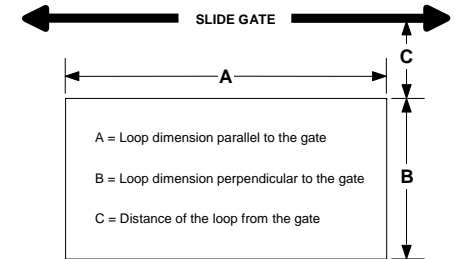 SLIDE GATE
C
A
A = Loop dimension parallel to the gate
B = Loop dimension perpendicular to the gate
B
C = Distance of the loop from the gate